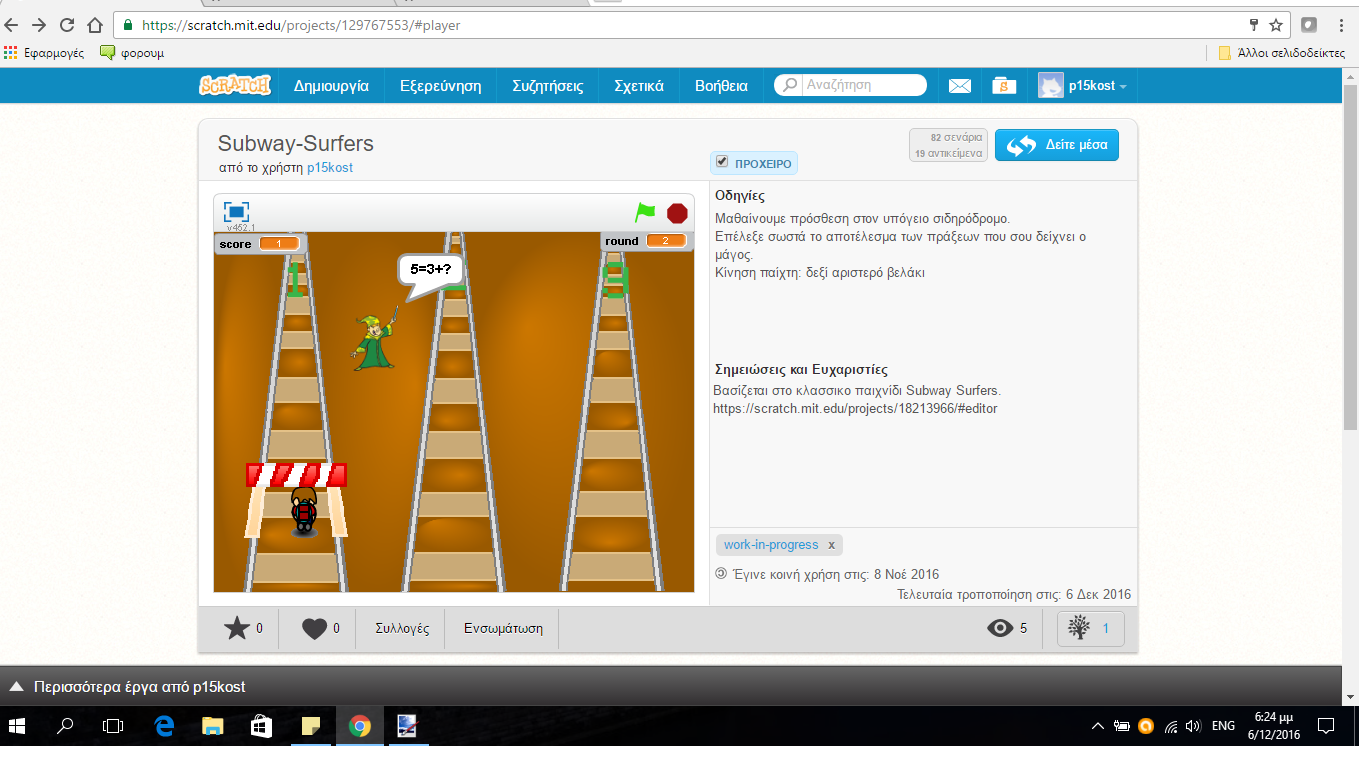 https://scratch.mit.edu/projects/129767553/#player
Εφαρμογές
φορουμ
Άλλοι σελιδοδείκτες
SCRATCH
Δημιουργία
Εξερεύνηση
Συζητήσεις
Σχετικά
Βοήθεια
Αναζήτηση
p15kost
Subway-Surfers
από το χρήστη p15kost
ΠΡΟΧΕΙΡΟ
82 σενάρια
19 αντικείμενα
Δείτε μέσα
v452.1
score 1
round 2
5=3+?
1
Οδηγίες
Μαθαίνουμε πρόσθεση στον υπόγειο σιδηρόδρομο.
Επέλεξε σωστά το αποτέλεσμα των πράξεων που σου δείχνει ο
μάγος.
Κίνηση παίχτη: δεξί αριστερό βελάκι
Σημειώσεις και Ευχαριστίες
Βασίζεται στο κλασσικο παιχνίδι Subway Surfers.
https://scratch.mit.edu/projects/18213966/#editor
work-in-progress x
Έγινε κοινή χρήση στις: 8 Νοέ 2016
Τελευταία τροποποίηση στις: 6 Δεκ 2016
0
0
Συλλογές
Ενσωμάτωση
5
1
Περισσότερα έργα από p15kost
ENG
6:24 μμ
6/12/2016